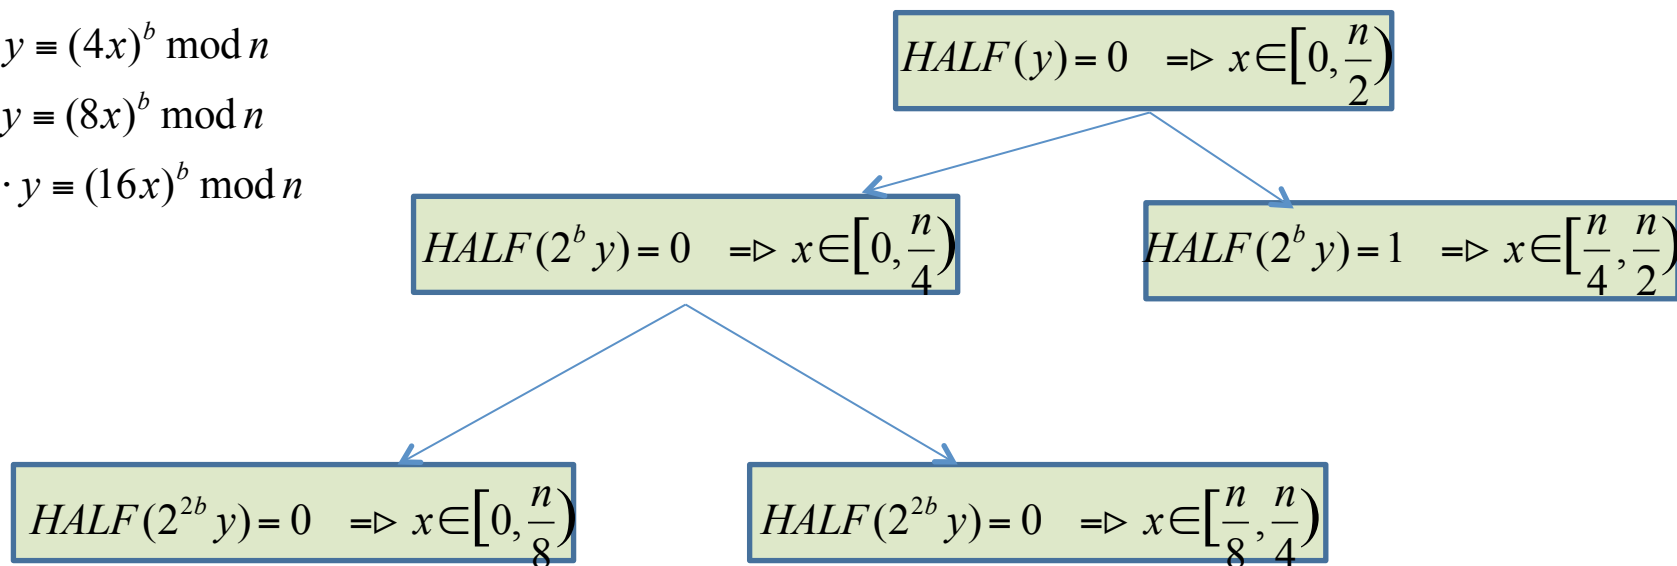 y ≡ (4x)^b mod n
y ≡ (8x)^b mod n
· y ≡ (16x)^b mod n
HALF(y) = 0 => x ∈ [0, n/2)
HALF(2^b y) = 0 => x ∈ [0, n/4)
HALF(2^b y) = 1 => x ∈ [n/4, n/2)
HALF(2^{2b} y) = 0 => x ∈ [0, n/8)
HALF(2^{2b} y) = 0 => x ∈ [n/8, n/4)